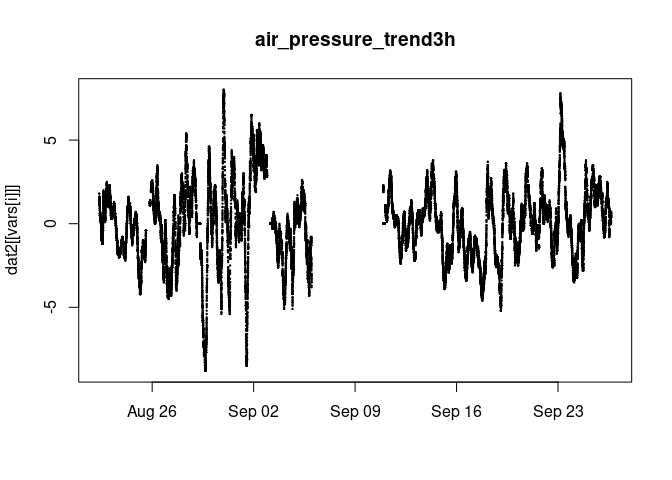 air_pressure_trend3h
dat2[[vars[i]]]
5
0
-5
Aug 26
Sep 02
Sep 09
Sep 16
Sep 23